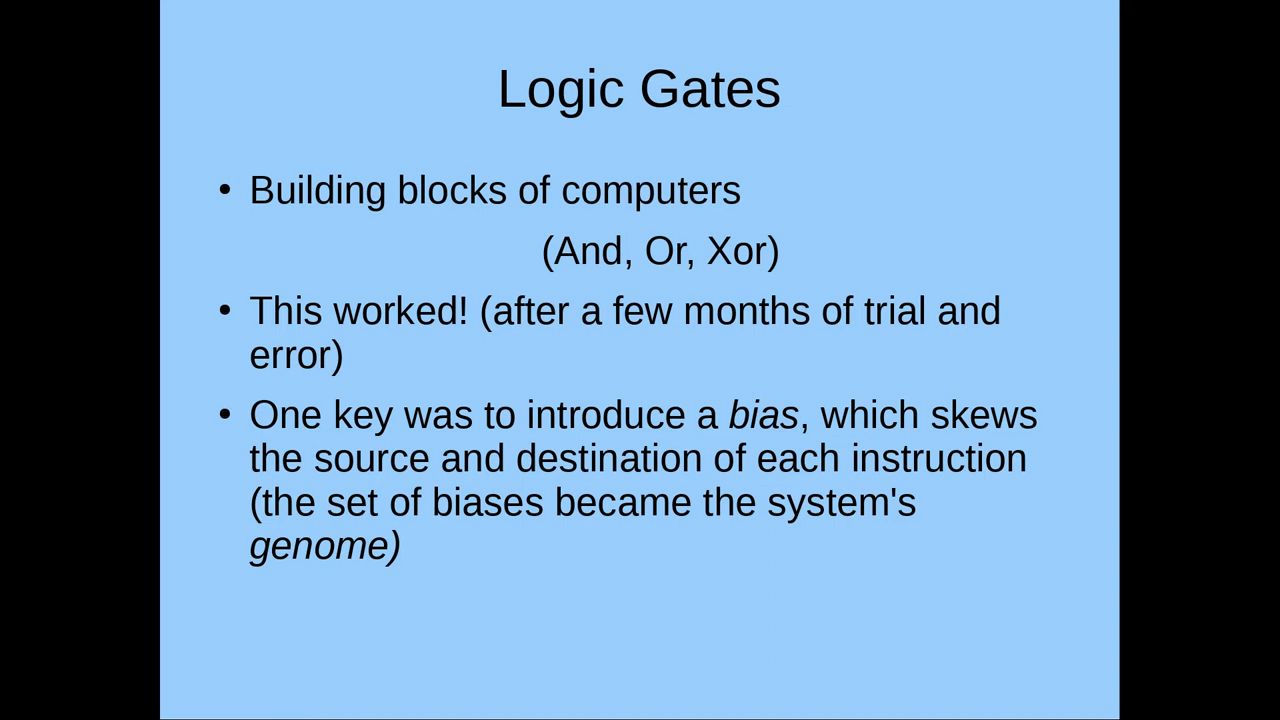 Logic Gates
• Building blocks of computers
(And, Or, Xor)
• This worked! (after a few months of trial and
error)
• One key was to introduce a bias, which skews
the source and destination of each instruction
(the set of biases became the system's
genome)